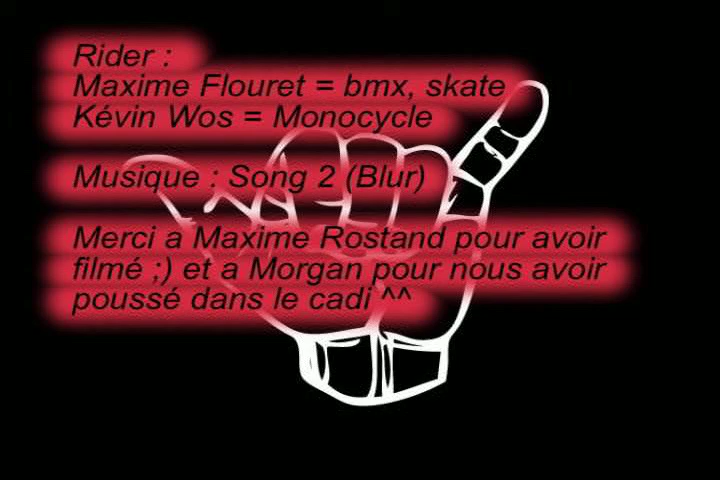 Rider :
Maxime Flouret = bmx, skate
Kévin Wos = Monocycle
Musique : Song 2 (Blur)
Merci a Maxime Rostand pour avoir
filmé ;) et a Morgan pour nous avoir
poussé dans le cadi ^^